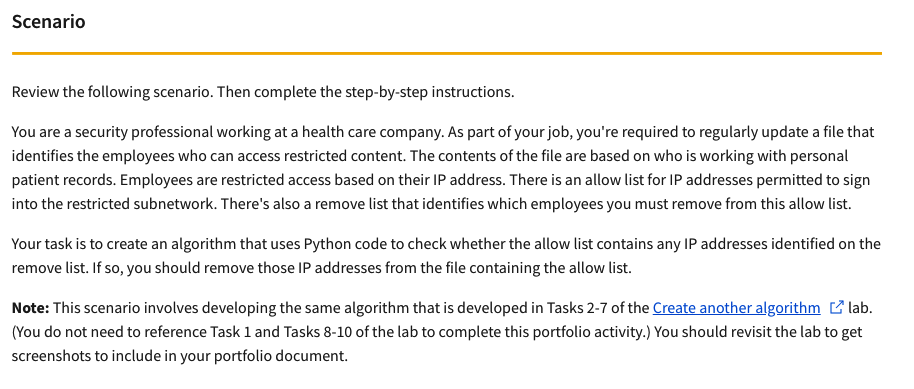 Scenario
Review the following scenario. Then complete the step-by-step instructions.
You are a security professional working at a health care company. As part of your job, you're required to regularly update a file that
identifies the employees who can access restricted content. The contents of the file are based on who is working with personal
patient records. Employees are restricted access based on their IP address. There is an allow list for IP addresses permitted to sign
into the restricted subnetwork. There's also a remove list that identifies which employees you must remove from this allow list.
Your task is to create an algorithm that uses Python code to check whether the allow list contains any IP addresses identified on the
remove list. If so, you should remove those IP addresses from the file containing the allow list.
Note: This scenario involves developing the same algorithm that is developed in Tasks 2-7 of the Create another algorithm lab.
(You do not need to reference Task 1 and Tasks 8-10 of the lab to complete this portfolio activity.) You should revisit the lab to get
screenshots to include in your portfolio document.